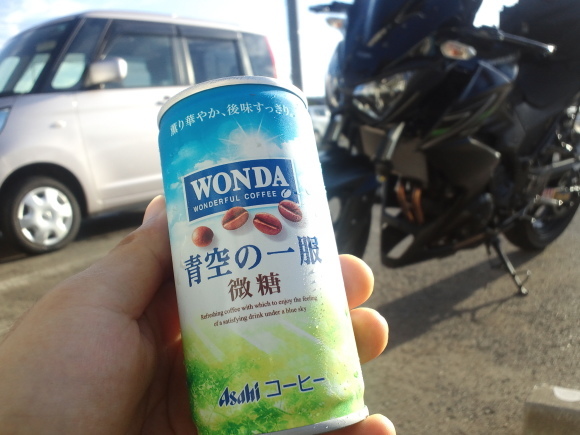 薫り華やか、後味すっきり。
WONDA
WONDERFUL COFFEE
青空の一服
微糖
Refreshing coffee with which to enjoy the feeling
of a satisfying drink under a blue sky
Asahi コーヒー